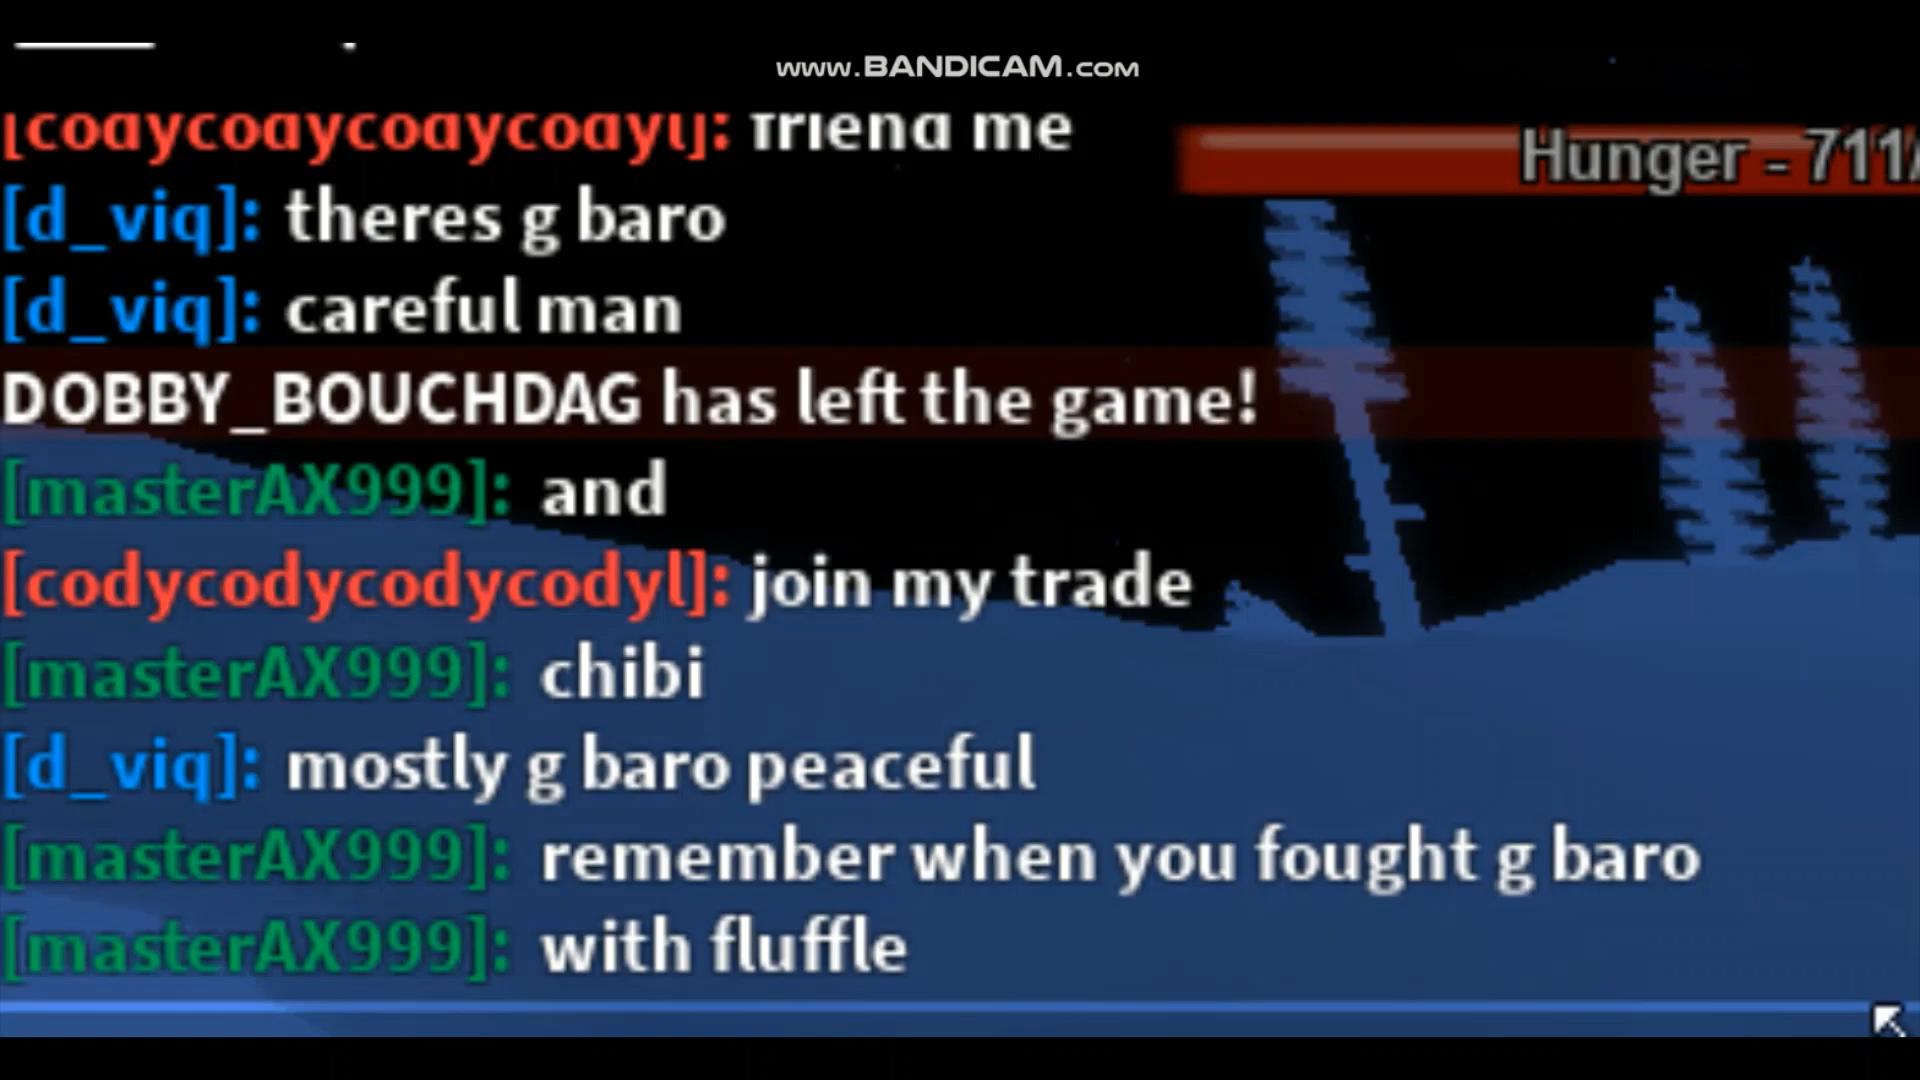 www.BANDICAM.com
[codycodycodycodyl]: friend me
Hunger - 711/
[d_viq]: theres g baro
[d_viq]: careful man
DOBBY_BOUCHDAG has left the game!
[masterAX999]: and
[codycodycodycodyl]: join my trade
[masterAX999]: chibi
[d_viq]: mostly g baro peaceful
[masterAX999]: remember when you fought g baro
[masterAX999]: with fluffle